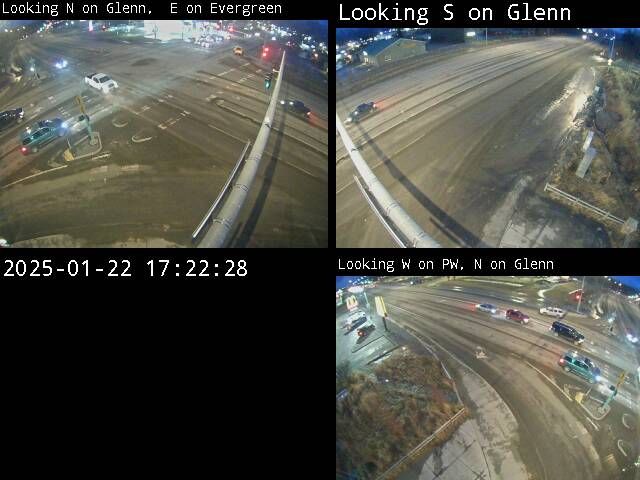 Looking N on Glenn,  E on Evergreen
Looking S on Glenn
2025-01-22 17:22:28
Looking W on PW, N on Glenn